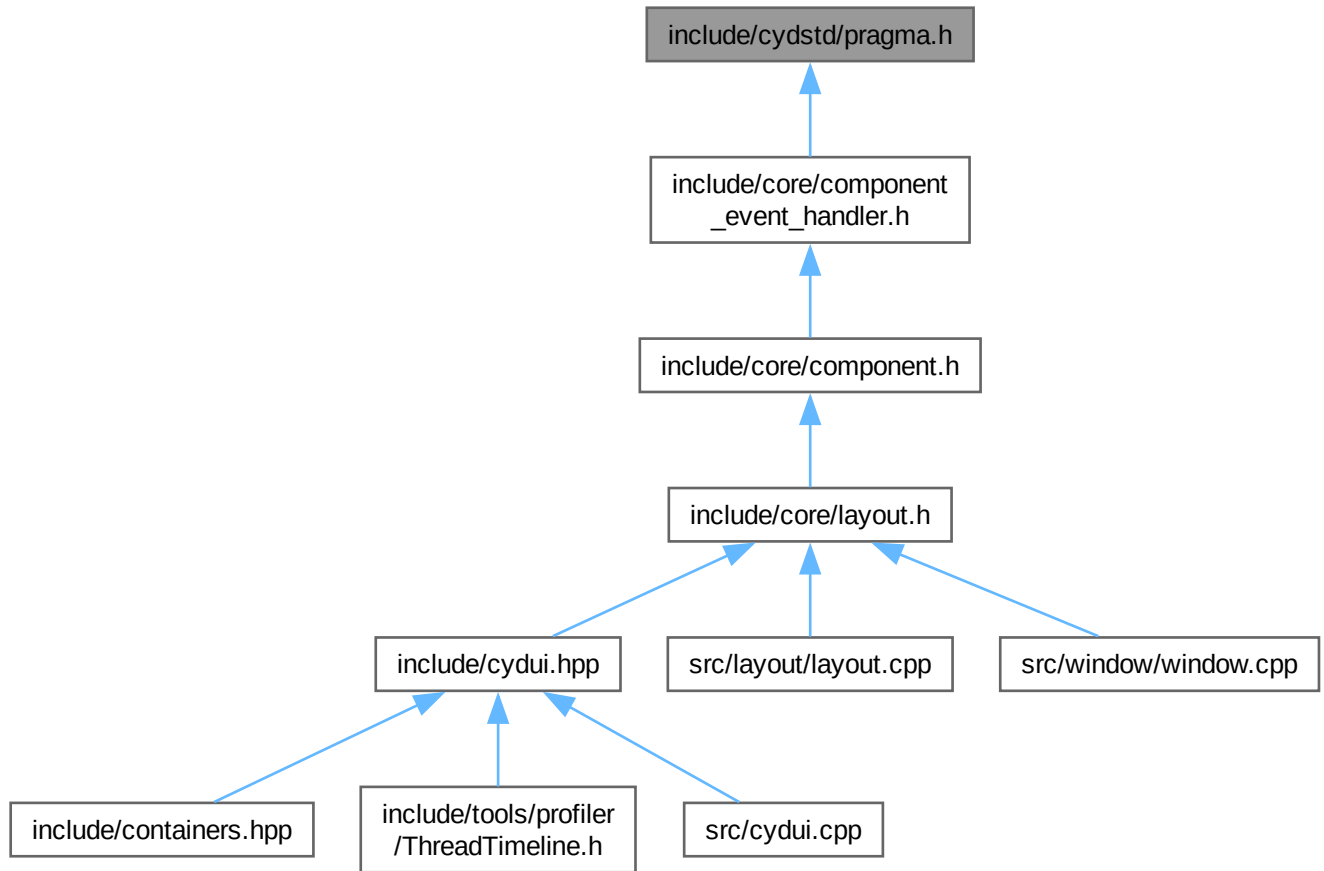 include/cydstd/pragma.h
include/core/component
_event_handler.h
include/core/component.h
include/core/layout.h
include/cydui.hpp
src/layout/layout.cpp
src/window/window.cpp
include/containers.hpp
include/tools/profiler
/ThreadTimeline.h
src/cydui.cpp